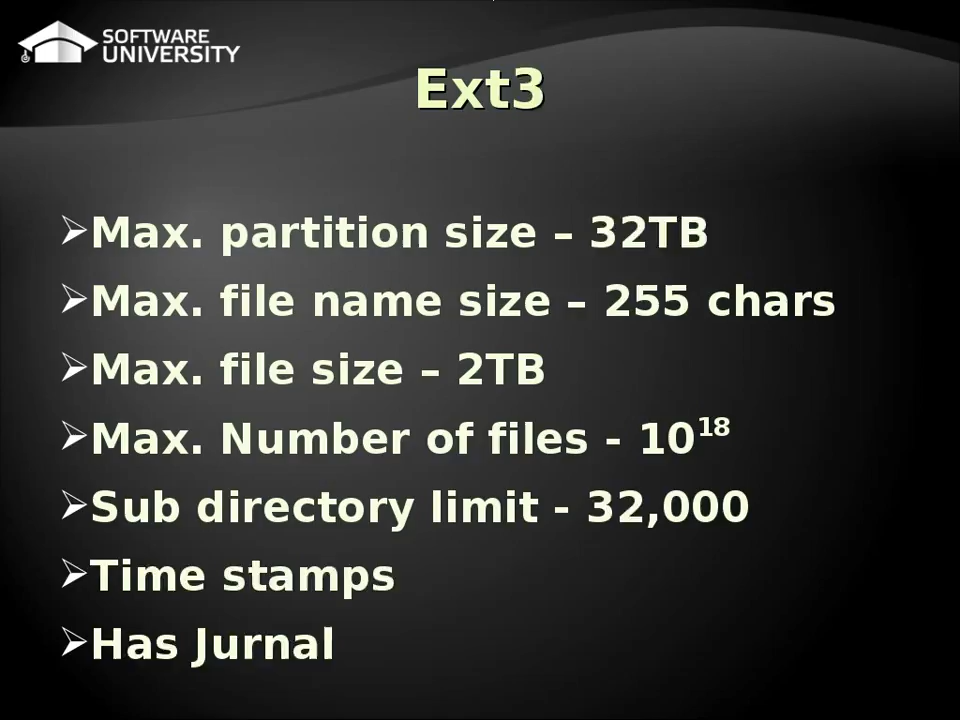 SOFTWARE
UNIVERSITY
Ext3
➢Max. partition size – 32TB
➢Max. file name size – 255 chars
➢Max. file size – 2TB
➢Max. Number of files - 10¹⁸
➢Sub directory limit - 32,000
➢Time stamps
➢Has Jurnal